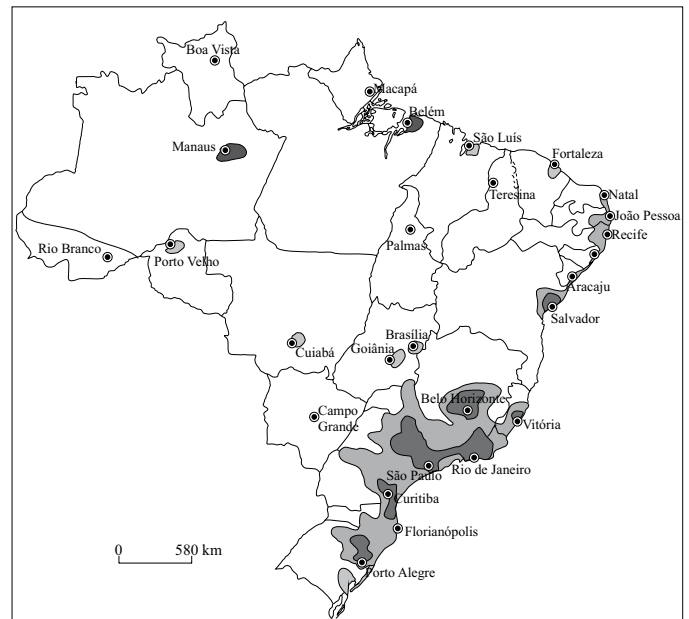 Boa Vista
Macapá
Belém
Manaus
São Luís
Fortaleza
Teresina
Natal
João Pessoa
Recife
Palmas
Rio Branco
Porto Velho
Aracaju
Salvador
Cuiabá
Goiânia
Brasília
Belo Horizonte
Campo
Grande
Vitória
São Paulo
Rio de Janeiro
Curitiba
Florianópolis
0 580 km
Porto Alegre